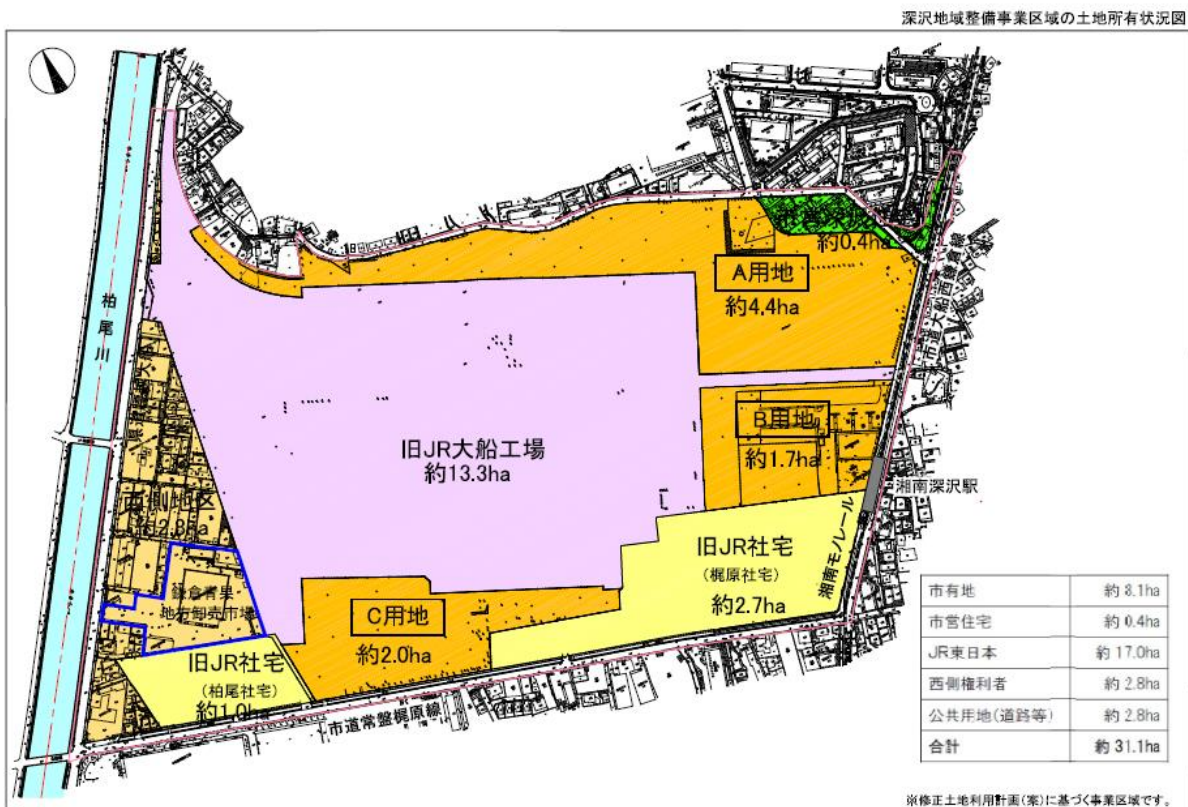 深沢地域整備事業区域の土地所有状況図
約0.4ha
A用地
約4.4ha
柏尾川
B用地
約1.7ha
旧JR大船工場
約13.3ha
湘南深沢駅
西側地区
約2.8ha
湘南モノレール
旧JR社宅
(梶原社宅)
約2.7ha
鎌倉青果
地方卸売市場
C用地
約2.0ha
旧JR社宅
(柏尾社宅)
約1.0ha
市道常盤梶原線
市有地 約 8.1ha
市営住宅 約 0.4ha
JR東日本 約 17.0ha
西側権利者 約 2.8ha
公共用地(道路等) 約 2.8ha
合計 約 31.1ha
※修正土地利用計画(案)に基づく事業区域です。